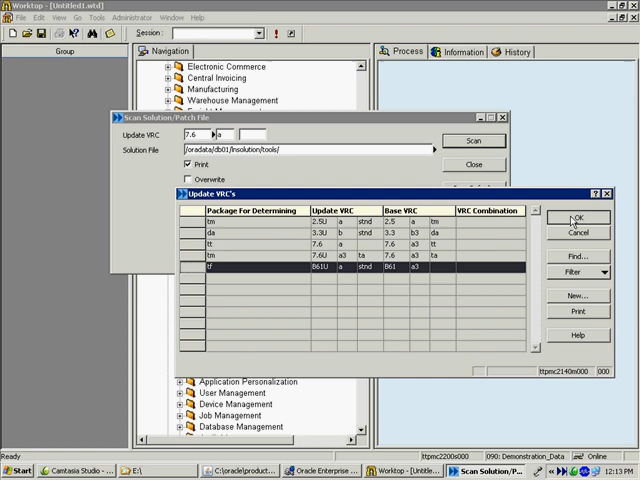 Worktop - [Untitled1.wtd]
File Edit View Go Tools Administrator Window Help
Session:
Group
Navigation
Process
Information
History
Electronic Commerce
Central Invoicing
Manufacturing
Warehouse Management
Scan Solution/Patch File
Update VRC 7.6 a
Solution File /oradata/db01/lnsolution/tools/
Print
Overwrite
Scan
Close
Update VRC's
Package For Determining Update VRC Base VRC VRC Combination
tm 2.5U a stnd 2.5 a tm
da 3.3U b stnd 3.3 b3 da
tt 7.6 a 7.6 a3 tt
tm 7.6U a3 ta 7.6 a3 ta
tf B61U a stnd B61 a3
OK
Cancel
Find...
Filter
New...
Print
Help
ttpmc2140m000 000
Application Personalization
User Management
Device Management
Job Management
Database Management
Ready ttpmc2200s000 090: Demonstration_Data Online
Start Camtasia Studio - ... E:\ C:\oracle\product... Oracle Enterprise ... Worktop - [Untitle... Scan Solution/P... 12:13 PM